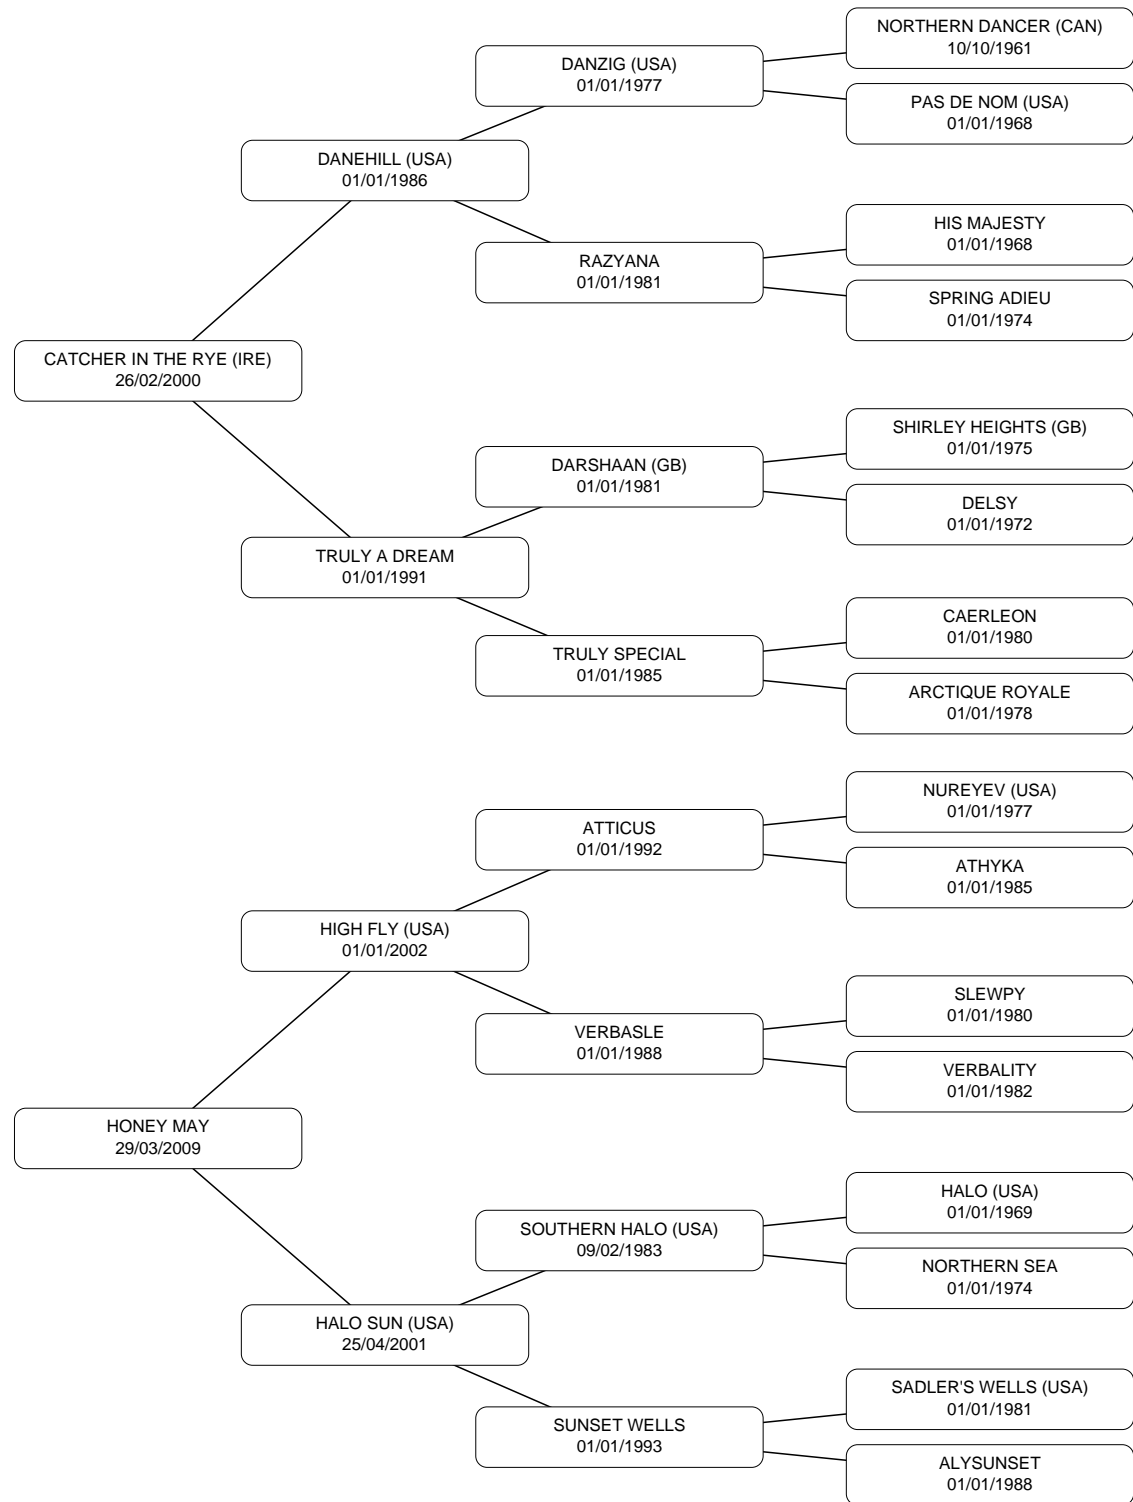 NORTHERN DANCER (CAN)
10/10/1961
DANZIG (USA)
01/01/1977
PAS DE NOM (USA)
01/01/1968
DANEHILL (USA)
01/01/1986
HIS MAJESTY
01/01/1968
RAZYANA
01/01/1981
SPRING ADIEU
01/01/1974
CATCHER IN THE RYE (IRE)
26/02/2000
SHIRLEY HEIGHTS (GB)
01/01/1975
DARSHAAN (GB)
01/01/1981
DELSY
01/01/1972
TRULY A DREAM
01/01/1991
CAERLEON
01/01/1980
TRULY SPECIAL
01/01/1985
ARCTIQUE ROYALE
01/01/1978
NUREYEV (USA)
01/01/1977
ATTICUS
01/01/1992
ATHYKA
01/01/1985
HIGH FLY (USA)
01/01/2002
SLEWPY
01/01/1980
VERBASLE
01/01/1988
VERBALITY
01/01/1982
HONEY MAY
29/03/2009
HALO (USA)
01/01/1969
SOUTHERN HALO (USA)
09/02/1983
NORTHERN SEA
01/01/1974
HALO SUN (USA)
25/04/2001
SADLER'S WELLS (USA)
01/01/1981
SUNSET WELLS
01/01/1993
ALYSUNSET
01/01/1988